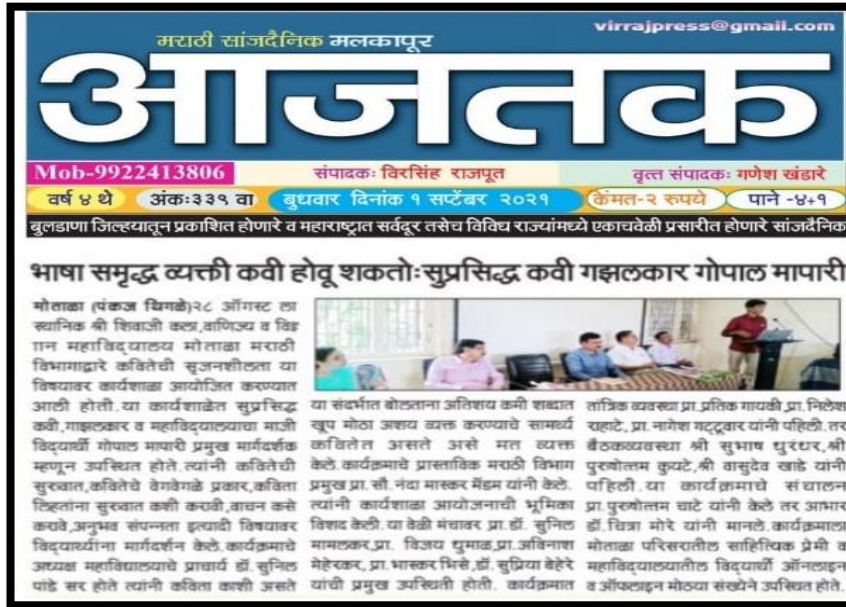 virrajpress@gmail.com
मराठी सांजदैनिक मलकापूर
आजतक
Mob-9922413806 संपादकः विरसिंह राजपूत वृत्त संपादकः गणेश खंडारे
वर्ष ४ थे अंकः३३५ वा बुधवार दिनांक १ सप्टेंबर २०२१ किंमत-२ रुपये पाने -४+१
बुलडाणा जिल्हयातून प्रकाशित होणारे व महाराष्ट्रात सर्वदूर तसेच विविध राज्यांमध्ये एकाचवेळी प्रसारीत होणारे सांजदैनिक
भाषा समृद्ध व्यक्ती कवी होवू शकतोःसुप्रसिद्ध कवी गझलकार गोपाल मापारी
मोताळा (पंकज थिगळे)२८ ऑगस्ट ला
स्थानिक श्री शिवाजी कला,वाणिज्य व विज्ञ
ान महाविद्यालय मोताळा मराठी
विभागाद्वारे कवितेची सृजनशीलता या
विषयावर कार्यशाळा आयोजित करण्यात
आली होती.या कार्यशाळेत सुप्रसिद्ध
कवी,गाझलकार व महाविद्यालयाचा माजी
विद्यार्थी गोपाल मापारी प्रमुख मार्गदर्शक
म्हणून उपस्थित होते.त्यांनी कवितेची
सुरुवात,कवितेचे वेगवेगळे प्रकार,कविता
लिहतांना सुरुवात कशी करावी,वाचन कसे
करावे,अनुभव संपन्नता इत्यादी विषयावर
विद्यार्थ्यांना मार्गदर्शन केले.कार्यक्रमाचे
अध्यक्ष महाविद्यालयाचे प्राचार्य डॉ.सुनिल
पांडे सर होते त्यांनी कविता काशी असते
या संदर्भात बोलताना अतिशय कमी शब्दात
खूप मोठा अशय व्यक्त करण्याचे सामर्थ्य
कवितेत असते असे मत व्यक्त
केले.कार्यक्रमाचे प्रास्ताविक मराठी विभाग
प्रमुख प्रा. सौ. नंदा मास्कर मॅडम यांनी केले.
त्यांनी कार्यशाळा आयोजनाची भूमिका
विशद केली. या वेळी मंचावर प्रा.डॉ. सुनिल
मामलकर,प्रा. विजय धुमाळ,प्रा.अविनाश
मेहेरकर, प्रा.भास्कर भिसे,डॉ.सुप्रिया बेहेरे
यांची प्रमुख उपस्थिती होती. कार्यक्रमात
तांत्रिक व्यवस्था प्रा.प्रतिक गायकी,प्रा. निलेश
राहाटे, प्रा. नागेश गट्टूवार यांनी पहिली. तर
बैठकव्यवस्था श्री सुभाष धुरंधर,श्री
पुरुषोत्तम कुयटे,श्री वासुदेव खाडे यांनी
पहिली.या कार्यक्रमाचे संचालन
प्रा.पुरुषोत्तम चाटे यांनी केले तर आभार
डॉ.चित्रा मोरे यांनी मानले.कार्यक्रमाला
मोताळा परिसरातील साहित्यिक प्रेमी व
महाविद्यालयातील विद्यार्थी ऑनलाइन
व ऑफलाइन मोठया संख्येने उपस्थित होते.